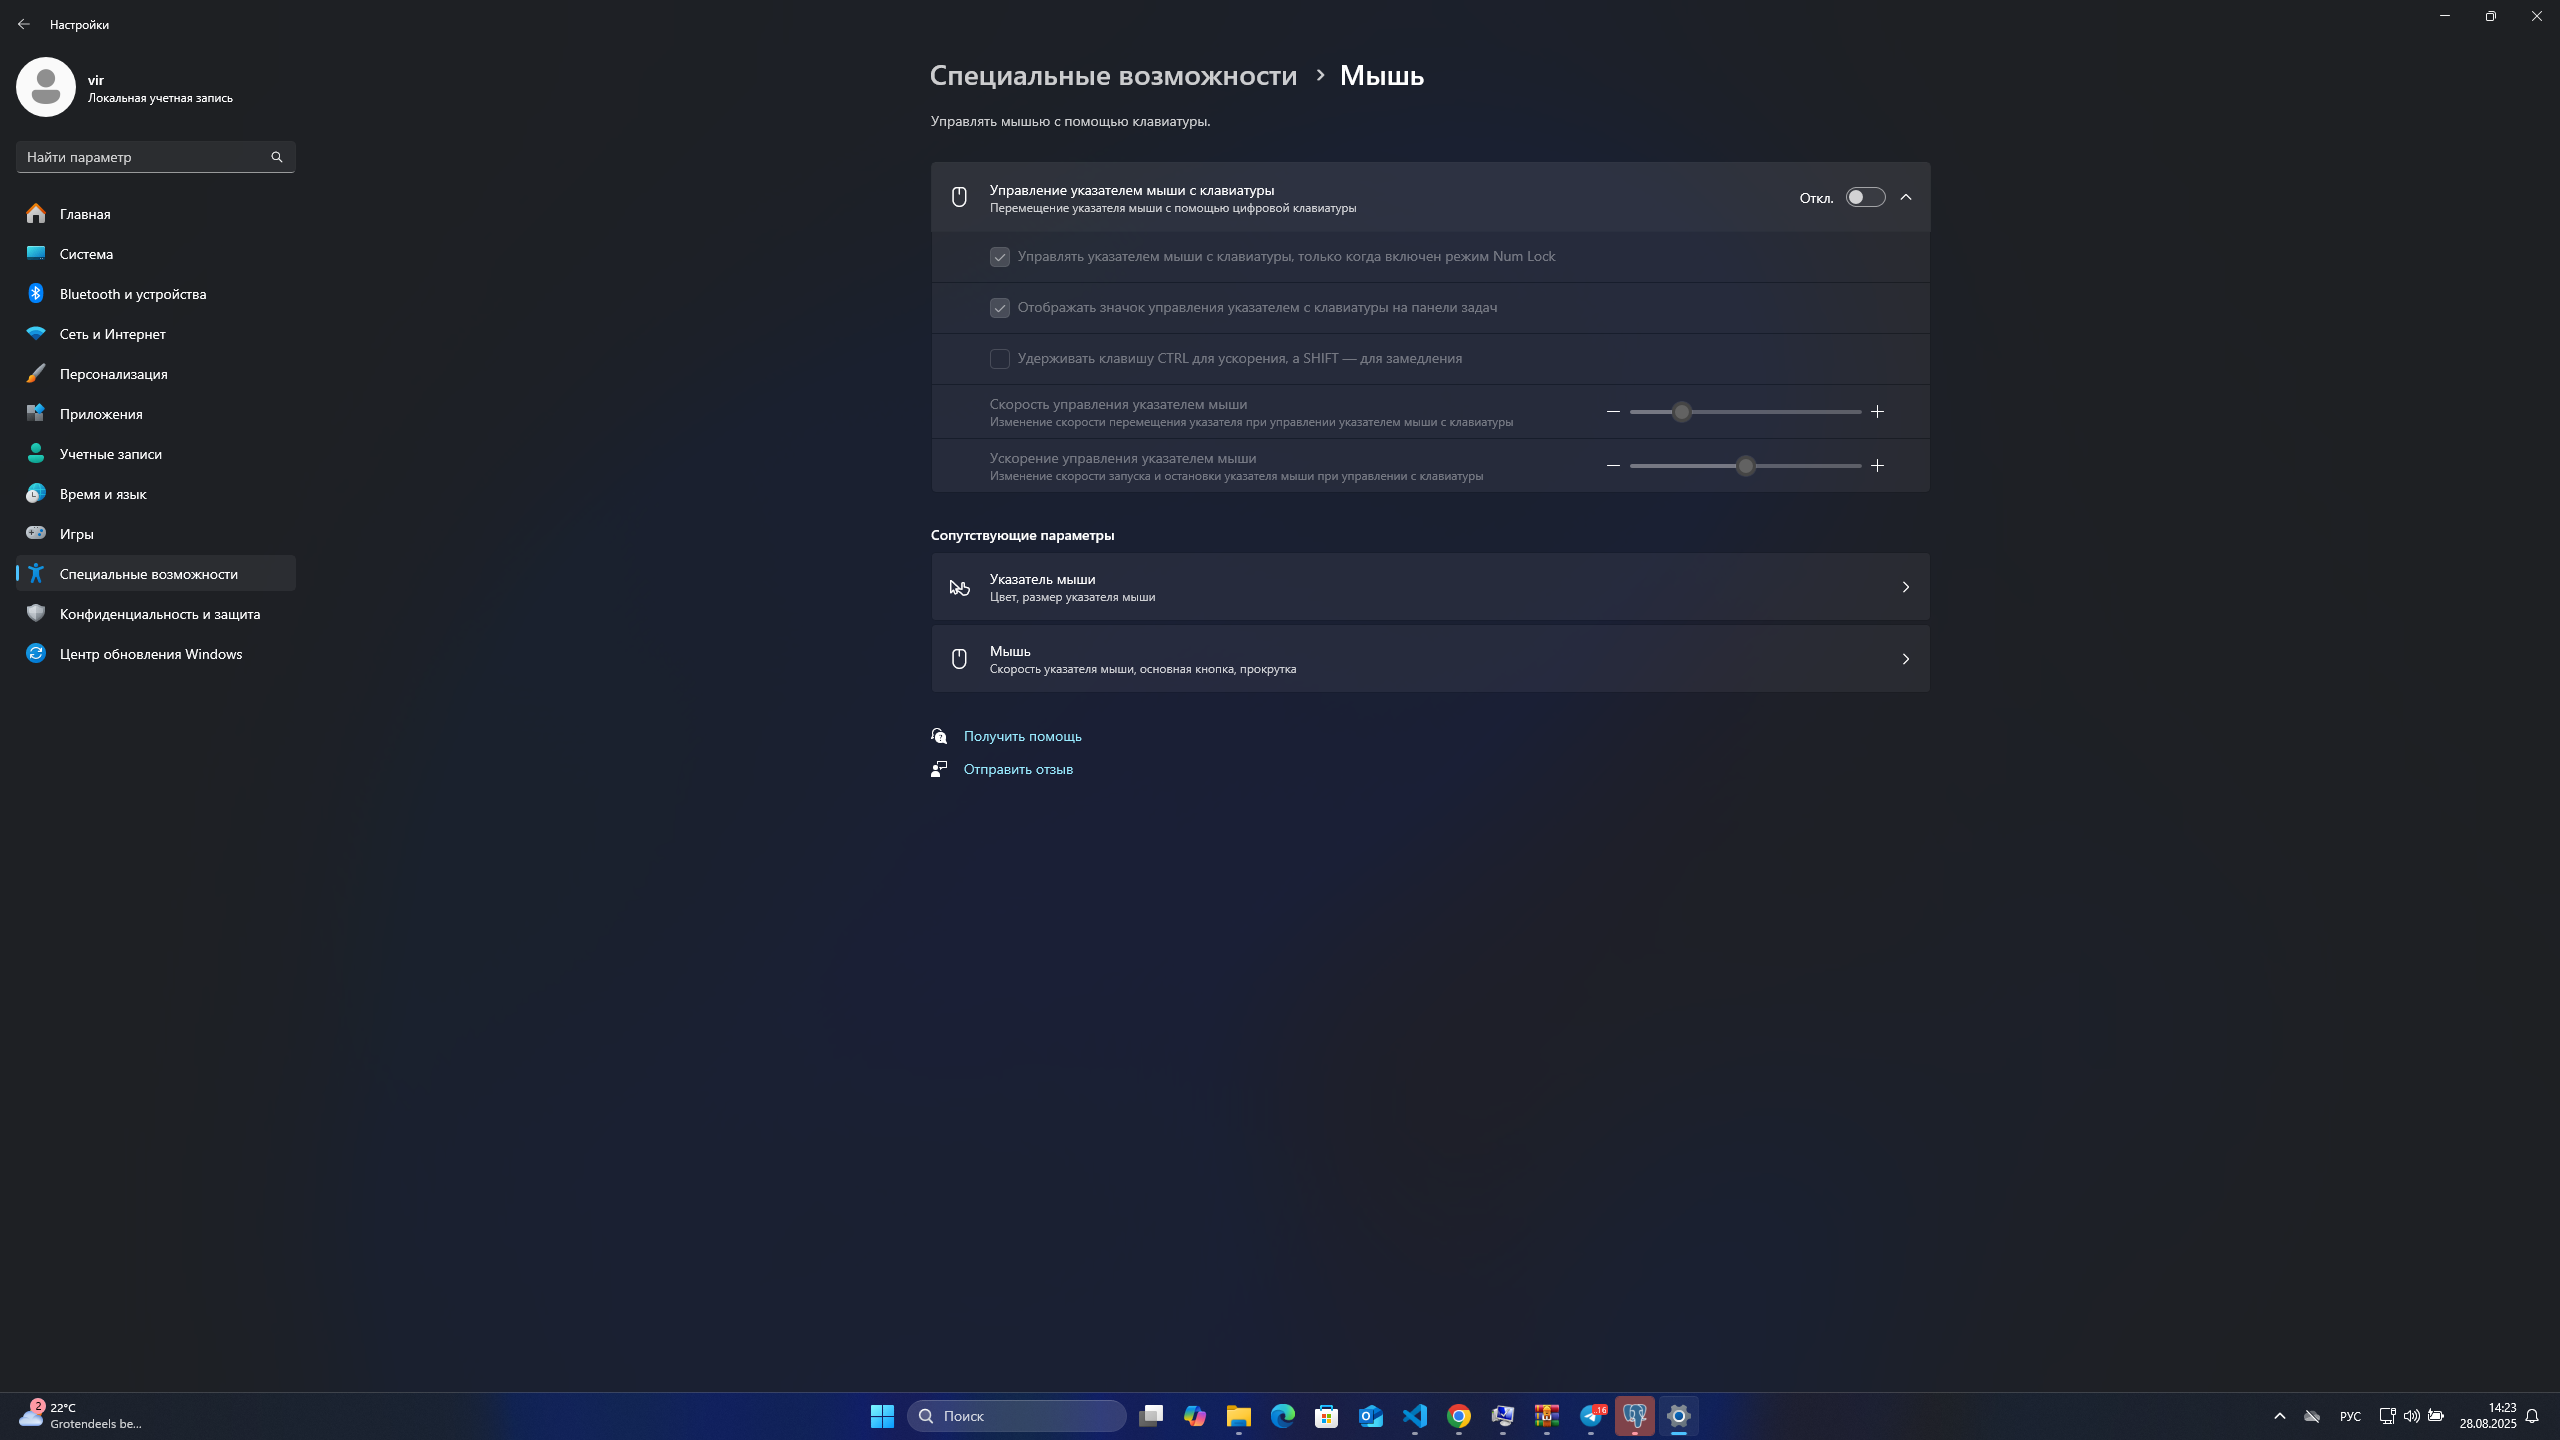 Настройки
vir
Локальная учетная запись
Найти параметр
Главная
Система
Bluetooth и устройства
Сеть и Интернет
Персонализация
Приложения
Учетные записи
Время и язык
Игры
Специальные возможности
Конфиденциальность и защита
Центр обновления Windows
Специальные возможности › Мышь
Управлять мышью с помощью клавиатуры.
Управление указателем мыши с клавиатуры
Перемещение указателя мыши с помощью цифровой клавиатуры
Откл.
Управлять указателем мыши с клавиатуры, только когда включен режим Num Lock
Отображать значок управления указателем с клавиатуры на панели задач
Удерживать клавишу CTRL для ускорения, а SHIFT — для замедления
Скорость управления указателем мыши
Изменение скорости перемещения указателя при управлении указателем мыши с клавиатуры
Ускорение управления указателем мыши
Изменение скорости запуска и остановки указателя мыши при управлении с клавиатуры
Сопутствующие параметры
Указатель мыши
Цвет, размер указателя мыши
Мышь
Скорость указателя мыши, основная кнопка, прокрутка
Получить помощь
Отправить отзыв
2
22°C
Grotendeels be...
Поиск
..16
РУС
14:23
28.08.2025